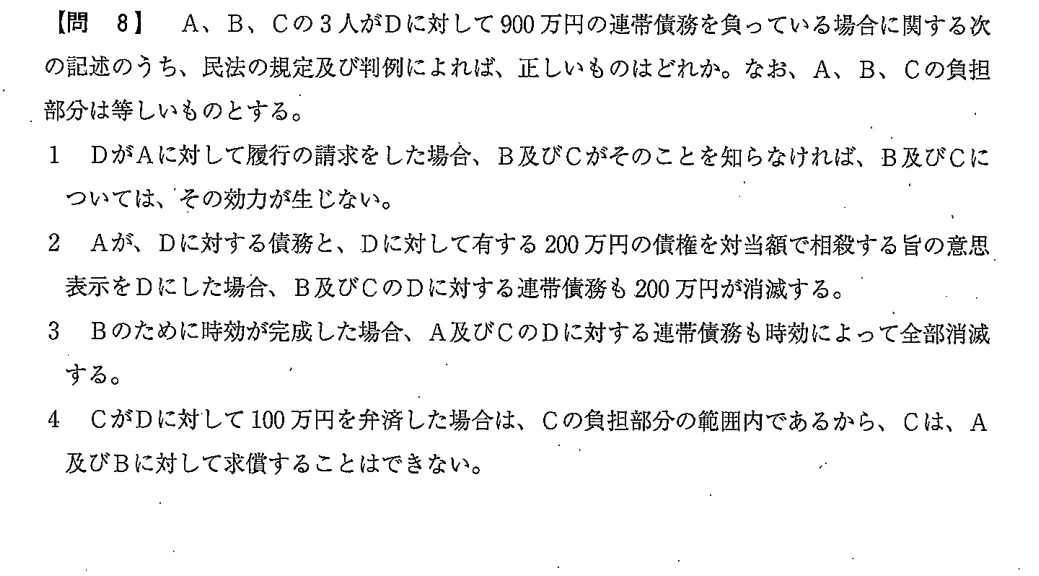 【問　8】　A、B、Cの3人がDに対して900万円の連帯債務を負っている場合に関する次
の記述のうち、民法の規定及び判例によれば、正しいものはどれか。なお、A、B、Cの負担
部分は等しいものとする。
1　DがAに対して履行の請求をした場合、B及びCがそのことを知らなければ、B及びCに
ついては、その効力が生じない。
2　Aが、Dに対する債務と、Dに対して有する200万円の債権を対当額で相殺する旨の意思
表示をDにした場合、B及びCのDに対する連帯債務も200万円が消滅する。
3　Bのために時効が完成した場合、A及びCのDに対する連帯債務も時効によって全部消滅
する。
4　CがDに対して100万円を弁済した場合は、Cの負担部分の範囲内であるから、Cは、A
及びBに対して求償することはできない。